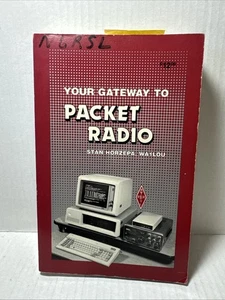 N6RSL
YOUR GATEWAY TO
PACKET
RADIO
STAN HORZEPA, WA1LOU